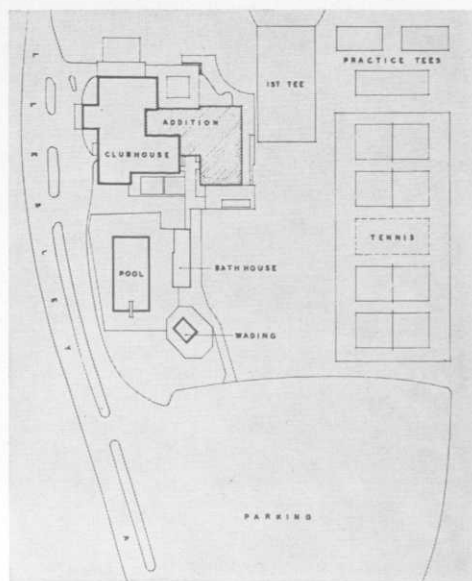 PRACTICE TEES
1ST TEE
ADDITION
CLUBHOUSE
TENNIS
POOL
BATH HOUSE
WADING
PARKING